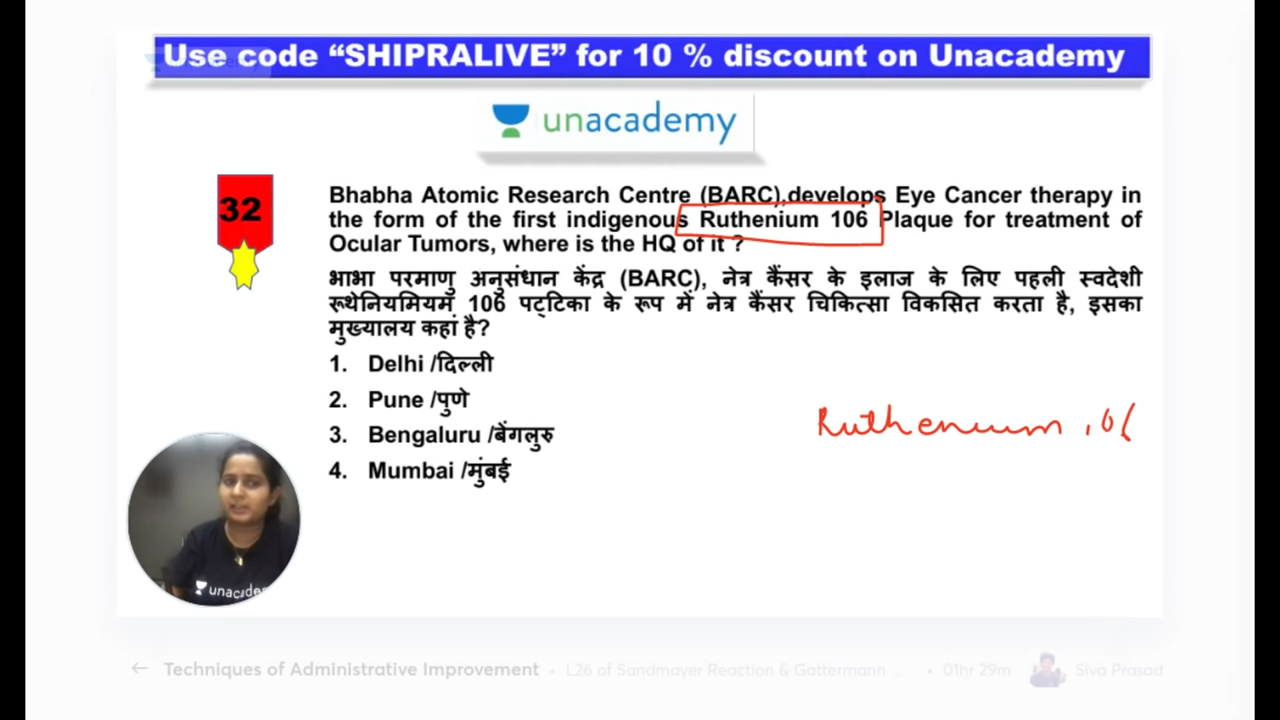 Use code “SHIPRALIVE” for 10 % discount on Unacademy
unacademy
32
Bhabha Atomic Research Centre (BARC),develops Eye Cancer therapy in
the form of the first indigenous Ruthenium 106 Plaque for treatment of
Ocular Tumors, where is the HQ of it ?
भाभा परमाणु अनुसंधान केंद्र (BARC), नेत्र कैंसर के इलाज के लिए पहली स्वदेशी
रूथेनियमियम 106 पट्टिका के रूप में नेत्र कैंसर चिकित्सा विकसित करता है, इसका
मुख्यालय कहां है?
1. Delhi /दिल्ली
2. Pune /पुणे
3. Bengaluru /बेंगलुरु
4. Mumbai /मुंबई
Ruthenium 106
unacade
← Techniques of Administrative Improvement • L26 of Sandmayer Reaction & Gattermann ... • 01hr 29m Siva Prasad